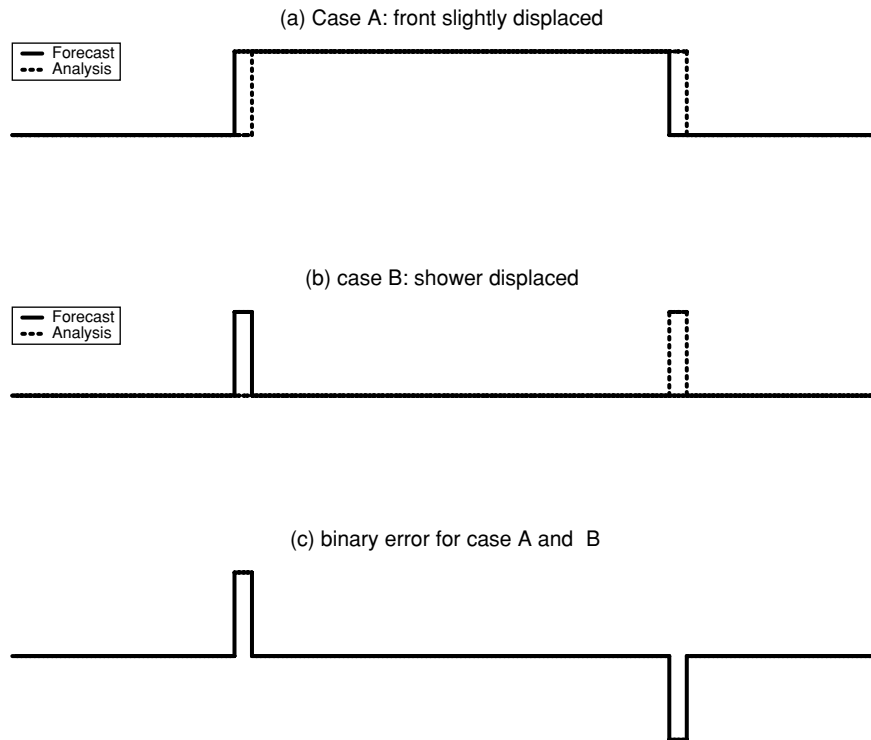 (a) Case A: front slightly displaced
Forecast
Analysis
(b) case B: shower displaced
Forecast
Analysis
(c) binary error for case A and B